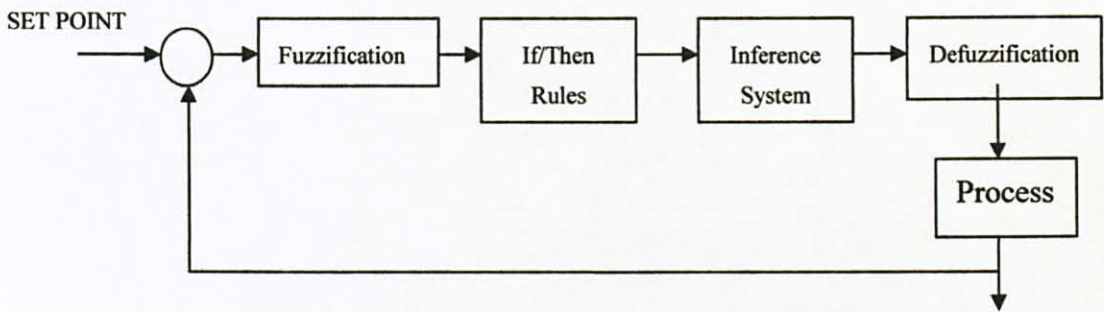 SET POINT
Fuzzification
If/Then
Rules
Inference
System
Defuzzification
Process